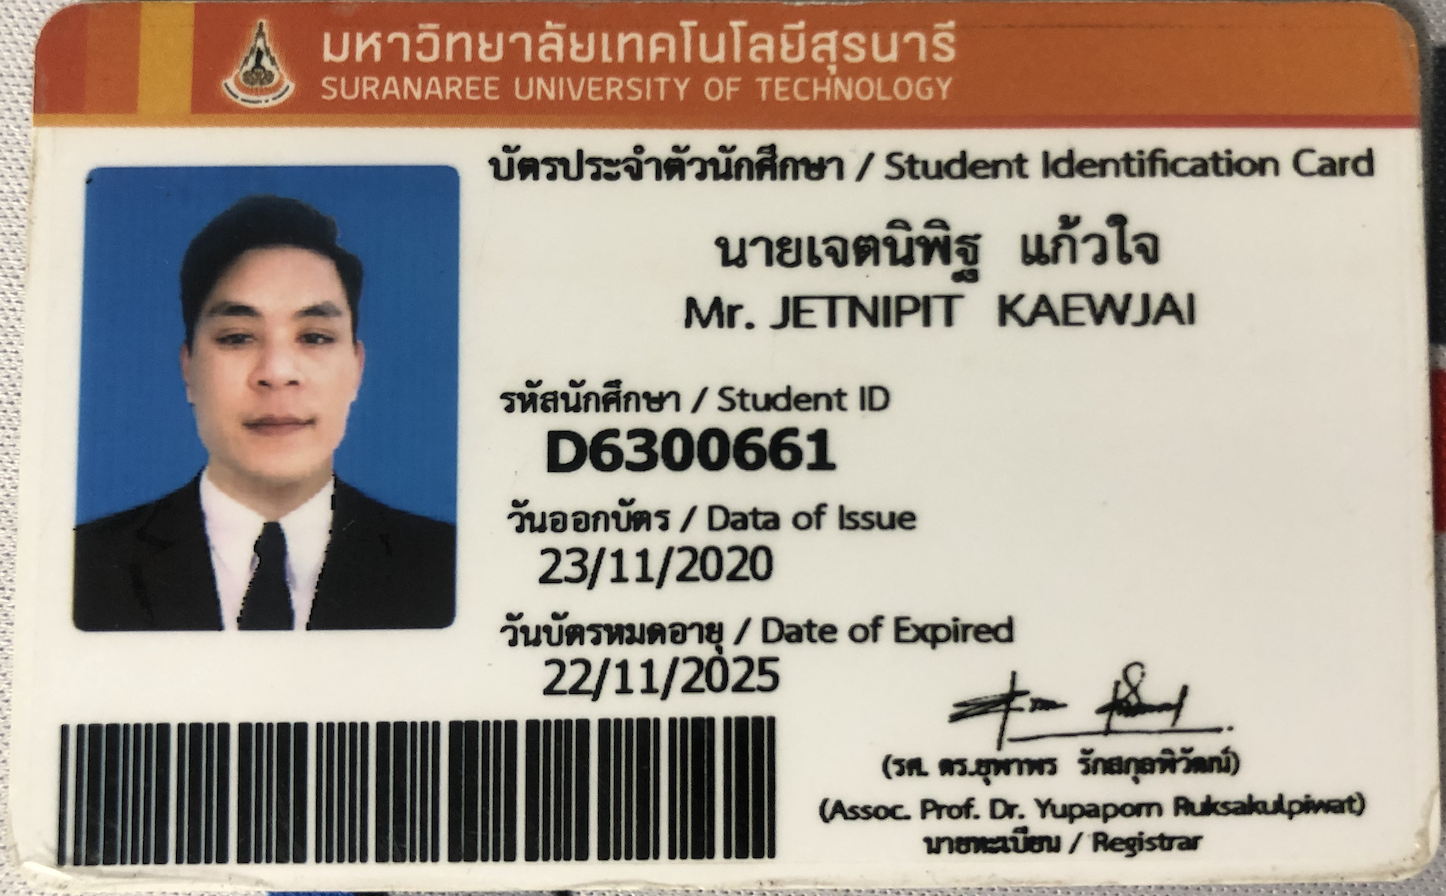 มหาวิทยาลัยเทคโนโลยีสุรนารี
SURANAREE UNIVERSITY OF TECHNOLOGY
บัตรประจำตัวนักศึกษา / Student Identification Card
นายเจตนิพิฐ แก้วใจ
Mr. JETNIPIT KAEWJAI
รหัสนักศึกษา / Student ID
D6300661
วันออกบัตร / Data of Issue
23/11/2020
วันบัตรหมดอายุ / Date of Expired
22/11/2025
(รศ. ดร.ยุพาพร รักสกุลพิวัฒน์)
(Assoc. Prof. Dr. Yupaporn Ruksakulpiwat)
นายทะเบียน / Registrar